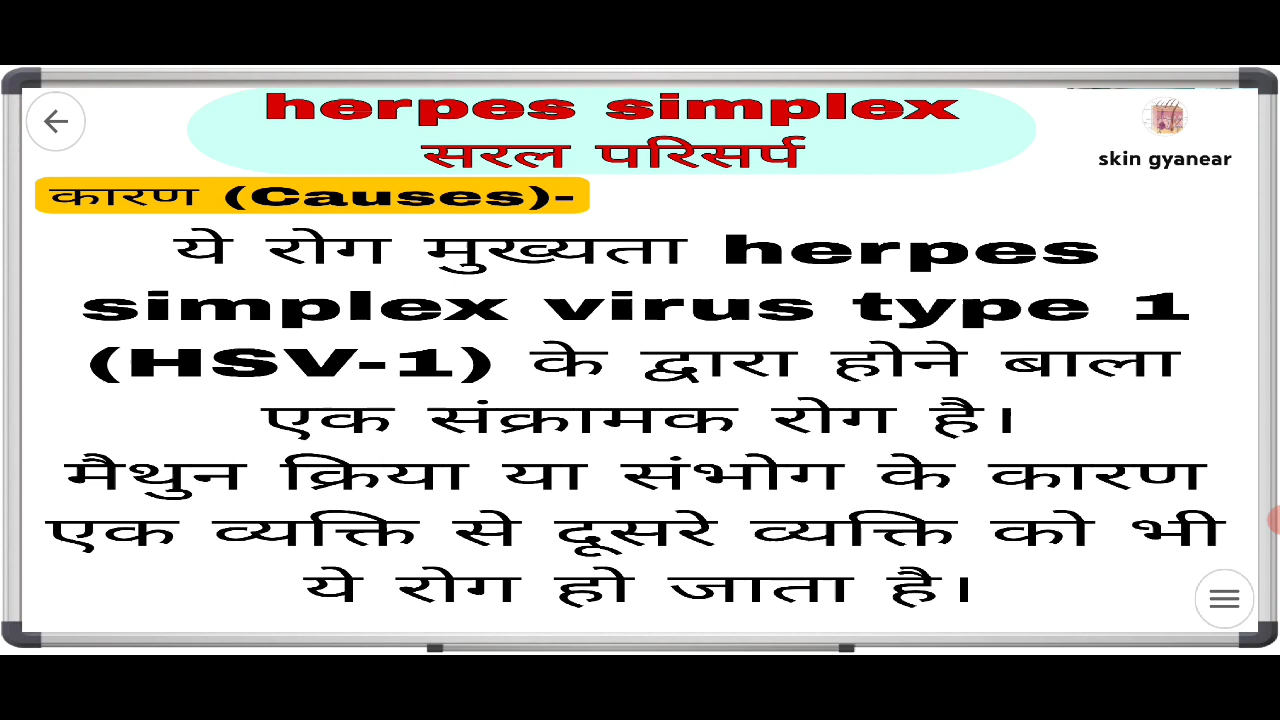 herpes simplex
सरल परिसर्प
skin gyanear
कारण (Causes)-
ये रोग मुख्यता herpes
simplex virus type 1
(HSV-1) के द्वारा होने बाला
एक संक्रामक रोग है।
मैथुन क्रिया या संभोग के कारण
एक व्यक्ति से दूसरे व्यक्ति को भी
ये रोग हो जाता है।